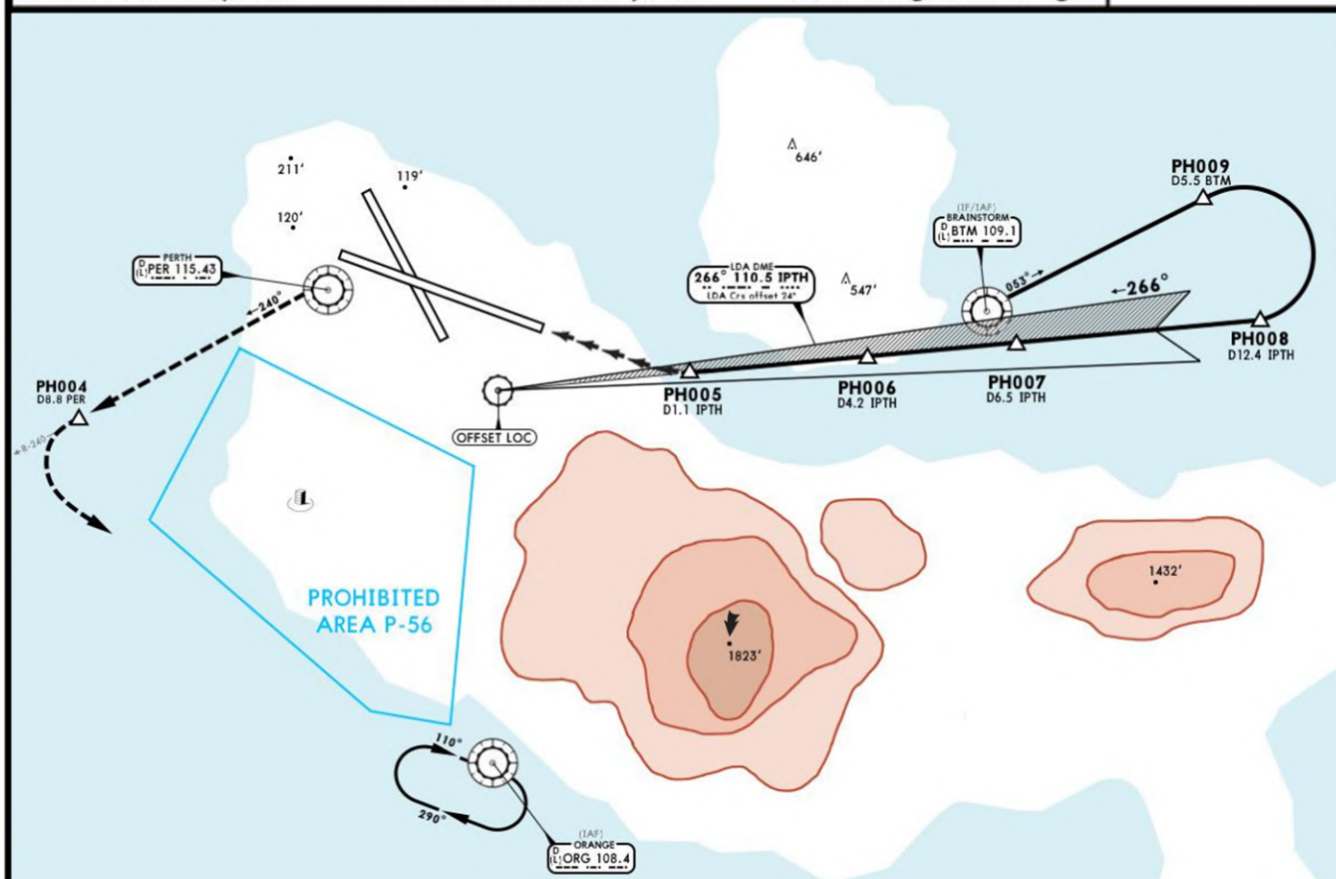 211'
119'
120'
646'
547'
PERTH
D
(L) PER 115.43
←240°
PH004
D8.8 PER
←R-240
OFFSET LOC
LDA DME
266° 110.5 IPTH
LDA Crs offset 24°
(IF/IAF)
BRAINSTORM
D
(L) BTM 109.1
053°→
PH009
D5.5 BTM
←266°
PH008
D12.4 IPTH
PH007
D6.5 IPTH
PH006
D4.2 IPTH
PH005
D1.1 IPTH
PROHIBITED
AREA P-56
1823'
1432'
110°
290°
(IAF)
ORANGE
D
(L) ORG 108.4